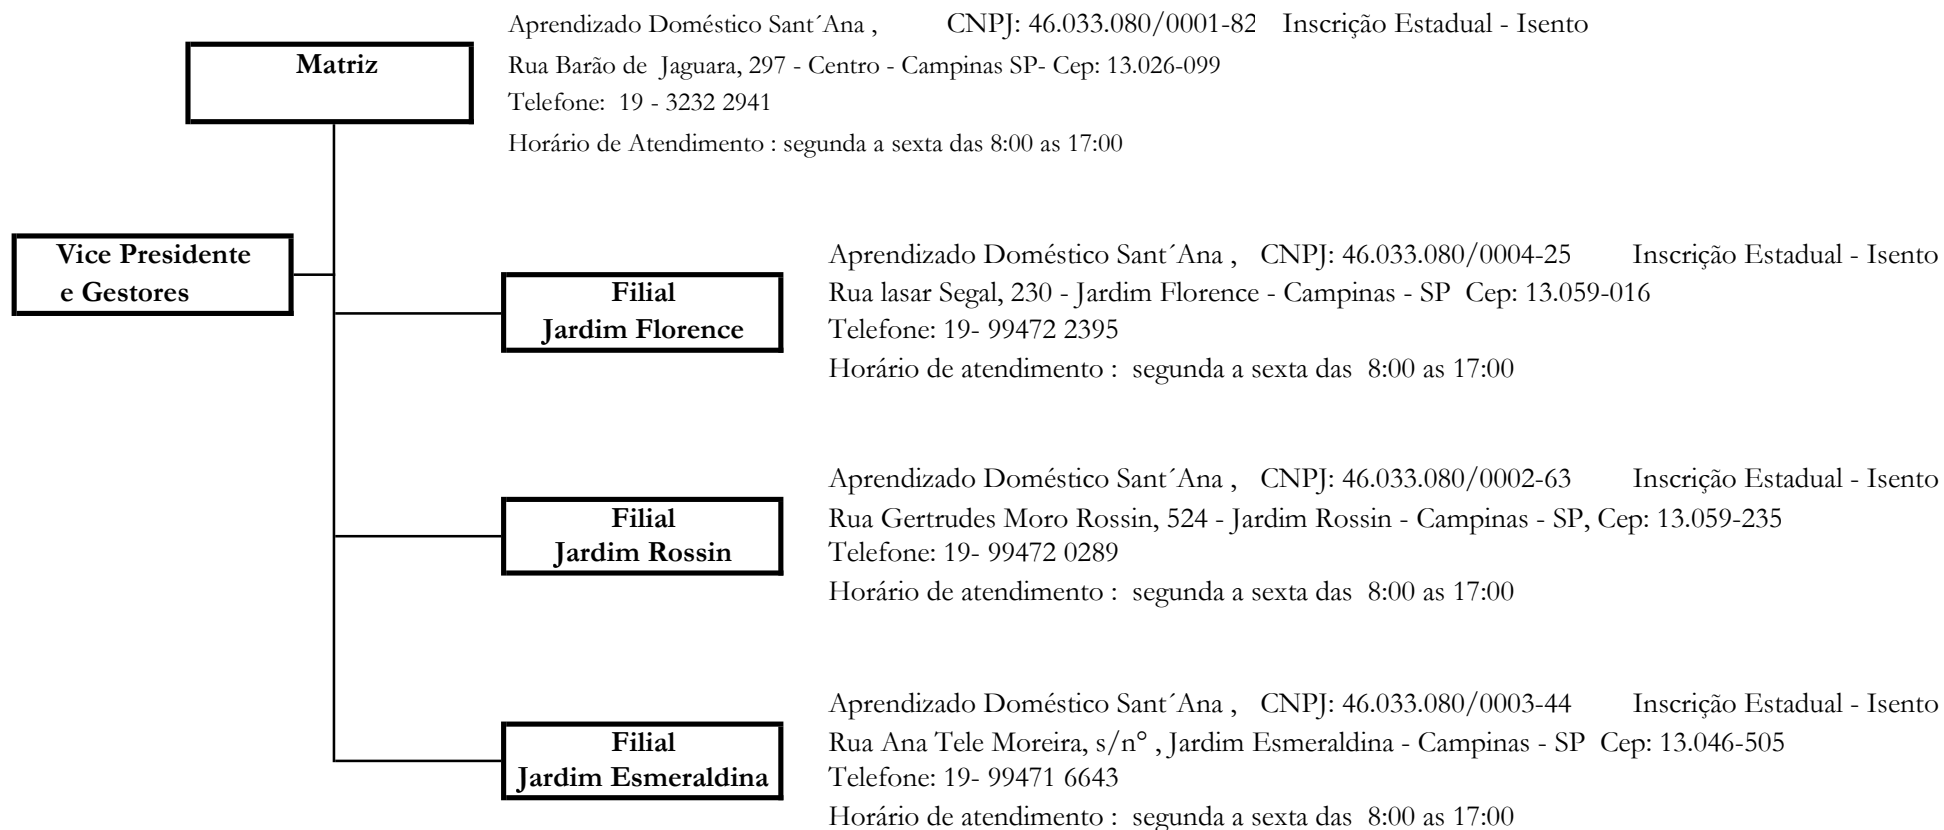 Aprendizado Doméstico Sant´Ana , CNPJ: 46.033.080/0001-82 Inscrição Estadual - Isento
Matriz
Rua Barão de Jaguara, 297 - Centro - Campinas SP- Cep: 13.026-099
Telefone: 19 - 3232 2941
Horário de Atendimento : segunda a sexta das 8:00 as 17:00
Vice Presidente
e Gestores
Filial
Jardim Florence
Aprendizado Doméstico Sant´Ana , CNPJ: 46.033.080/0004-25 Inscrição Estadual - Isento
Rua lasar Segal, 230 - Jardim Florence - Campinas - SP Cep: 13.059-016
Telefone: 19- 99472 2395
Horário de atendimento : segunda a sexta das 8:00 as 17:00
Filial
Jardim Rossin
Aprendizado Doméstico Sant´Ana , CNPJ: 46.033.080/0002-63 Inscrição Estadual - Isento
Rua Gertrudes Moro Rossin, 524 - Jardim Rossin - Campinas - SP, Cep: 13.059-235
Telefone: 19- 99472 0289
Horário de atendimento : segunda a sexta das 8:00 as 17:00
Filial
Jardim Esmeraldina
Aprendizado Doméstico Sant´Ana , CNPJ: 46.033.080/0003-44 Inscrição Estadual - Isento
Rua Ana Tele Moreira, s/n° , Jardim Esmeraldina - Campinas - SP Cep: 13.046-505
Telefone: 19- 99471 6643
Horário de atendimento : segunda a sexta das 8:00 as 17:00